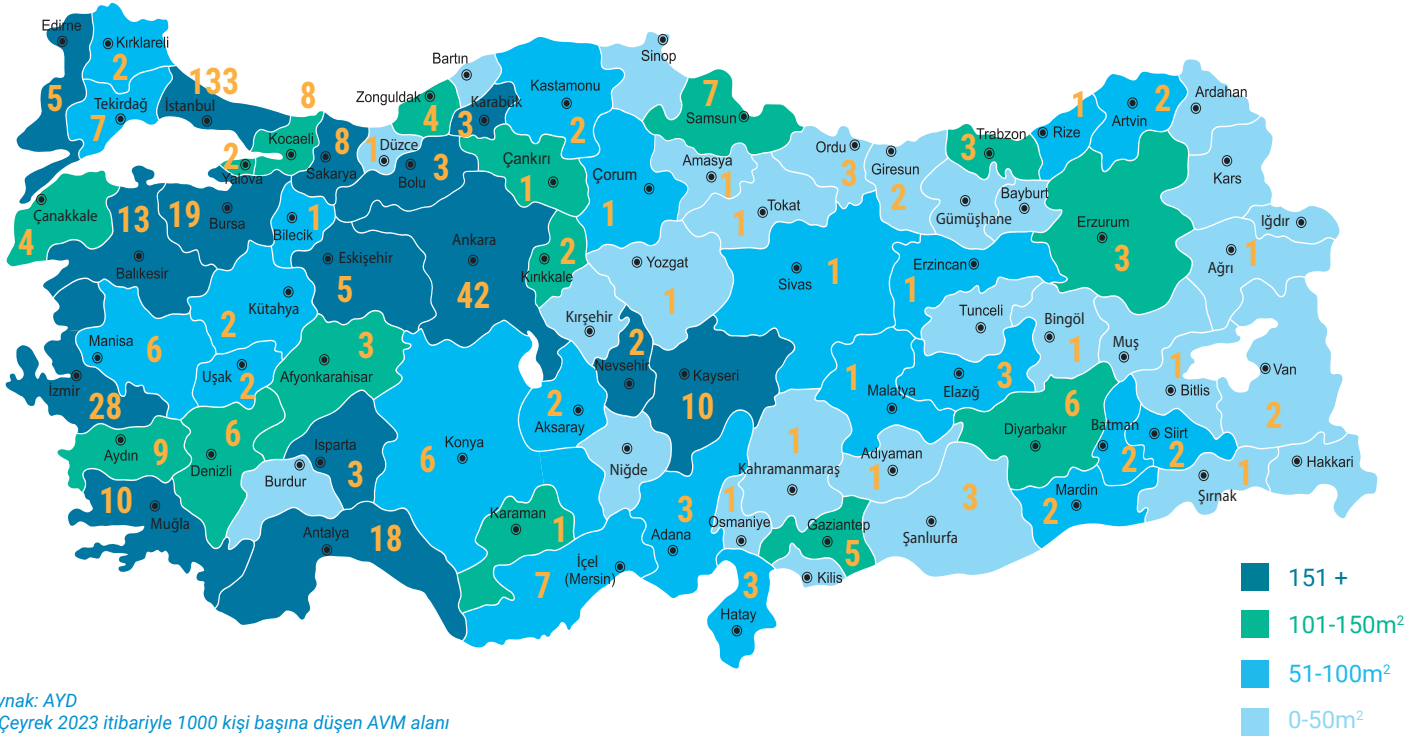 Edirne
Kırklareli
2
5
Tekirdağ
7
133
İstanbul
8
Kocaeli
2
Yalova
8
Sakarya
1
Düzce
3
Bolu
Zonguldak
4
Bartın
Karabük
3
Kastamonu
2
Sinop
7
Samsun
Çankırı
1
Çorum
1
Amasya
1
Tokat
1
Ordu
3
Giresun
2
Trabzon
3
Gümüşhane
Bayburt
1
Rize
2
Artvin
Ardahan
Kars
Iğdır
1
Ağrı
Erzurum
3
Çanakkale
4
13
Balıkesir
19
Bursa
1
Bilecik
Eskişehir
5
Ankara
42
2
Kırıkkale
Yozgat
1
Kırşehir
Sivas
1
Erzincan
1
Tunceli
Bingöl
1
Muş
1
Bitlis
Van
2
Kütahya
2
Manisa
6
Uşak
2
3
Afyonkarahisar
İzmir
28
Aydın
9
6
Denizli
Isparta
3
Burdur
10
Muğla
Antalya
18
Konya
6
2
Aksaray
2
Nevşehir
Kayseri
10
Niğde
Karaman
1
İçel
(Mersin)
7
3
Adana
1
Kahramanmaraş
1
Osmaniye
3
Hatay
Gaziantep
5
Kilis
1
Malatya
Adıyaman
1
Elazığ
3
6
Diyarbakır
Batman
2
Siirt
2
Mardin
2
3
Şanlıurfa
1
Şırnak
Hakkari
151 +
101-150m²
51-100m²
0-50m²
ynak: AYD
Çeyrek 2023 itibariyle 1000 kişi başına düşen AVM alanı